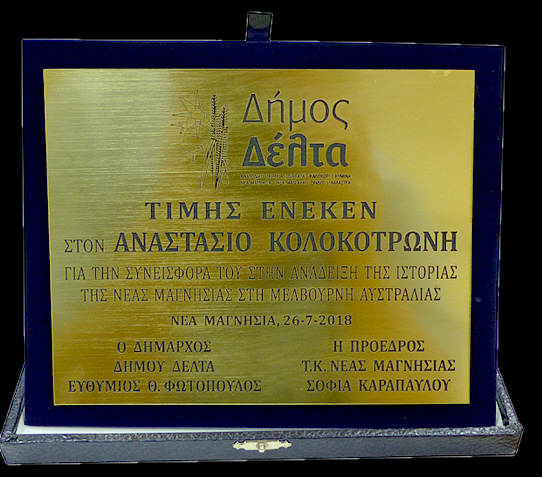 Δήμος
Δέλτα
ΤΙΜΗΣ ΕΝΕΚΕΝ
ΣΤΟΝ ΑΝΑΣΤΑΣΙΟ ΚΟΛΟΚΟΤΡΩΝΗ
ΓΙΑ ΤΗΝ ΣΥΝΕΙΣΦΟΡΑ ΤΟΥ ΣΤΗΝ ΑΝΑΔΕΙΞΗ ΤΗΣ ΙΣΤΟΡΙΑΣ
ΤΗΣ ΝΕΑΣ ΜΑΓΝΗΣΙΑΣ ΣΤΗ ΜΕΛΒΟΥΡΝΗ ΑΥΣΤΡΑΛΙΑΣ
ΝΕΑ ΜΑΓΝΗΣΙΑ, 26-7-2018
Ο ΔΗΜΑΡΧΟΣ
ΔΗΜΟΥ ΔΕΛΤΑ
ΕΥΘΥΜΙΟΣ Θ. ΦΩΤΟΠΟΥΛΟΣ
Η ΠΡΟΕΔΡΟΣ
Τ.Κ. ΝΕΑΣ ΜΑΓΝΗΣΙΑΣ
ΣΟΦΙΑ ΚΑΡΑΠΑΥΛΟΥ